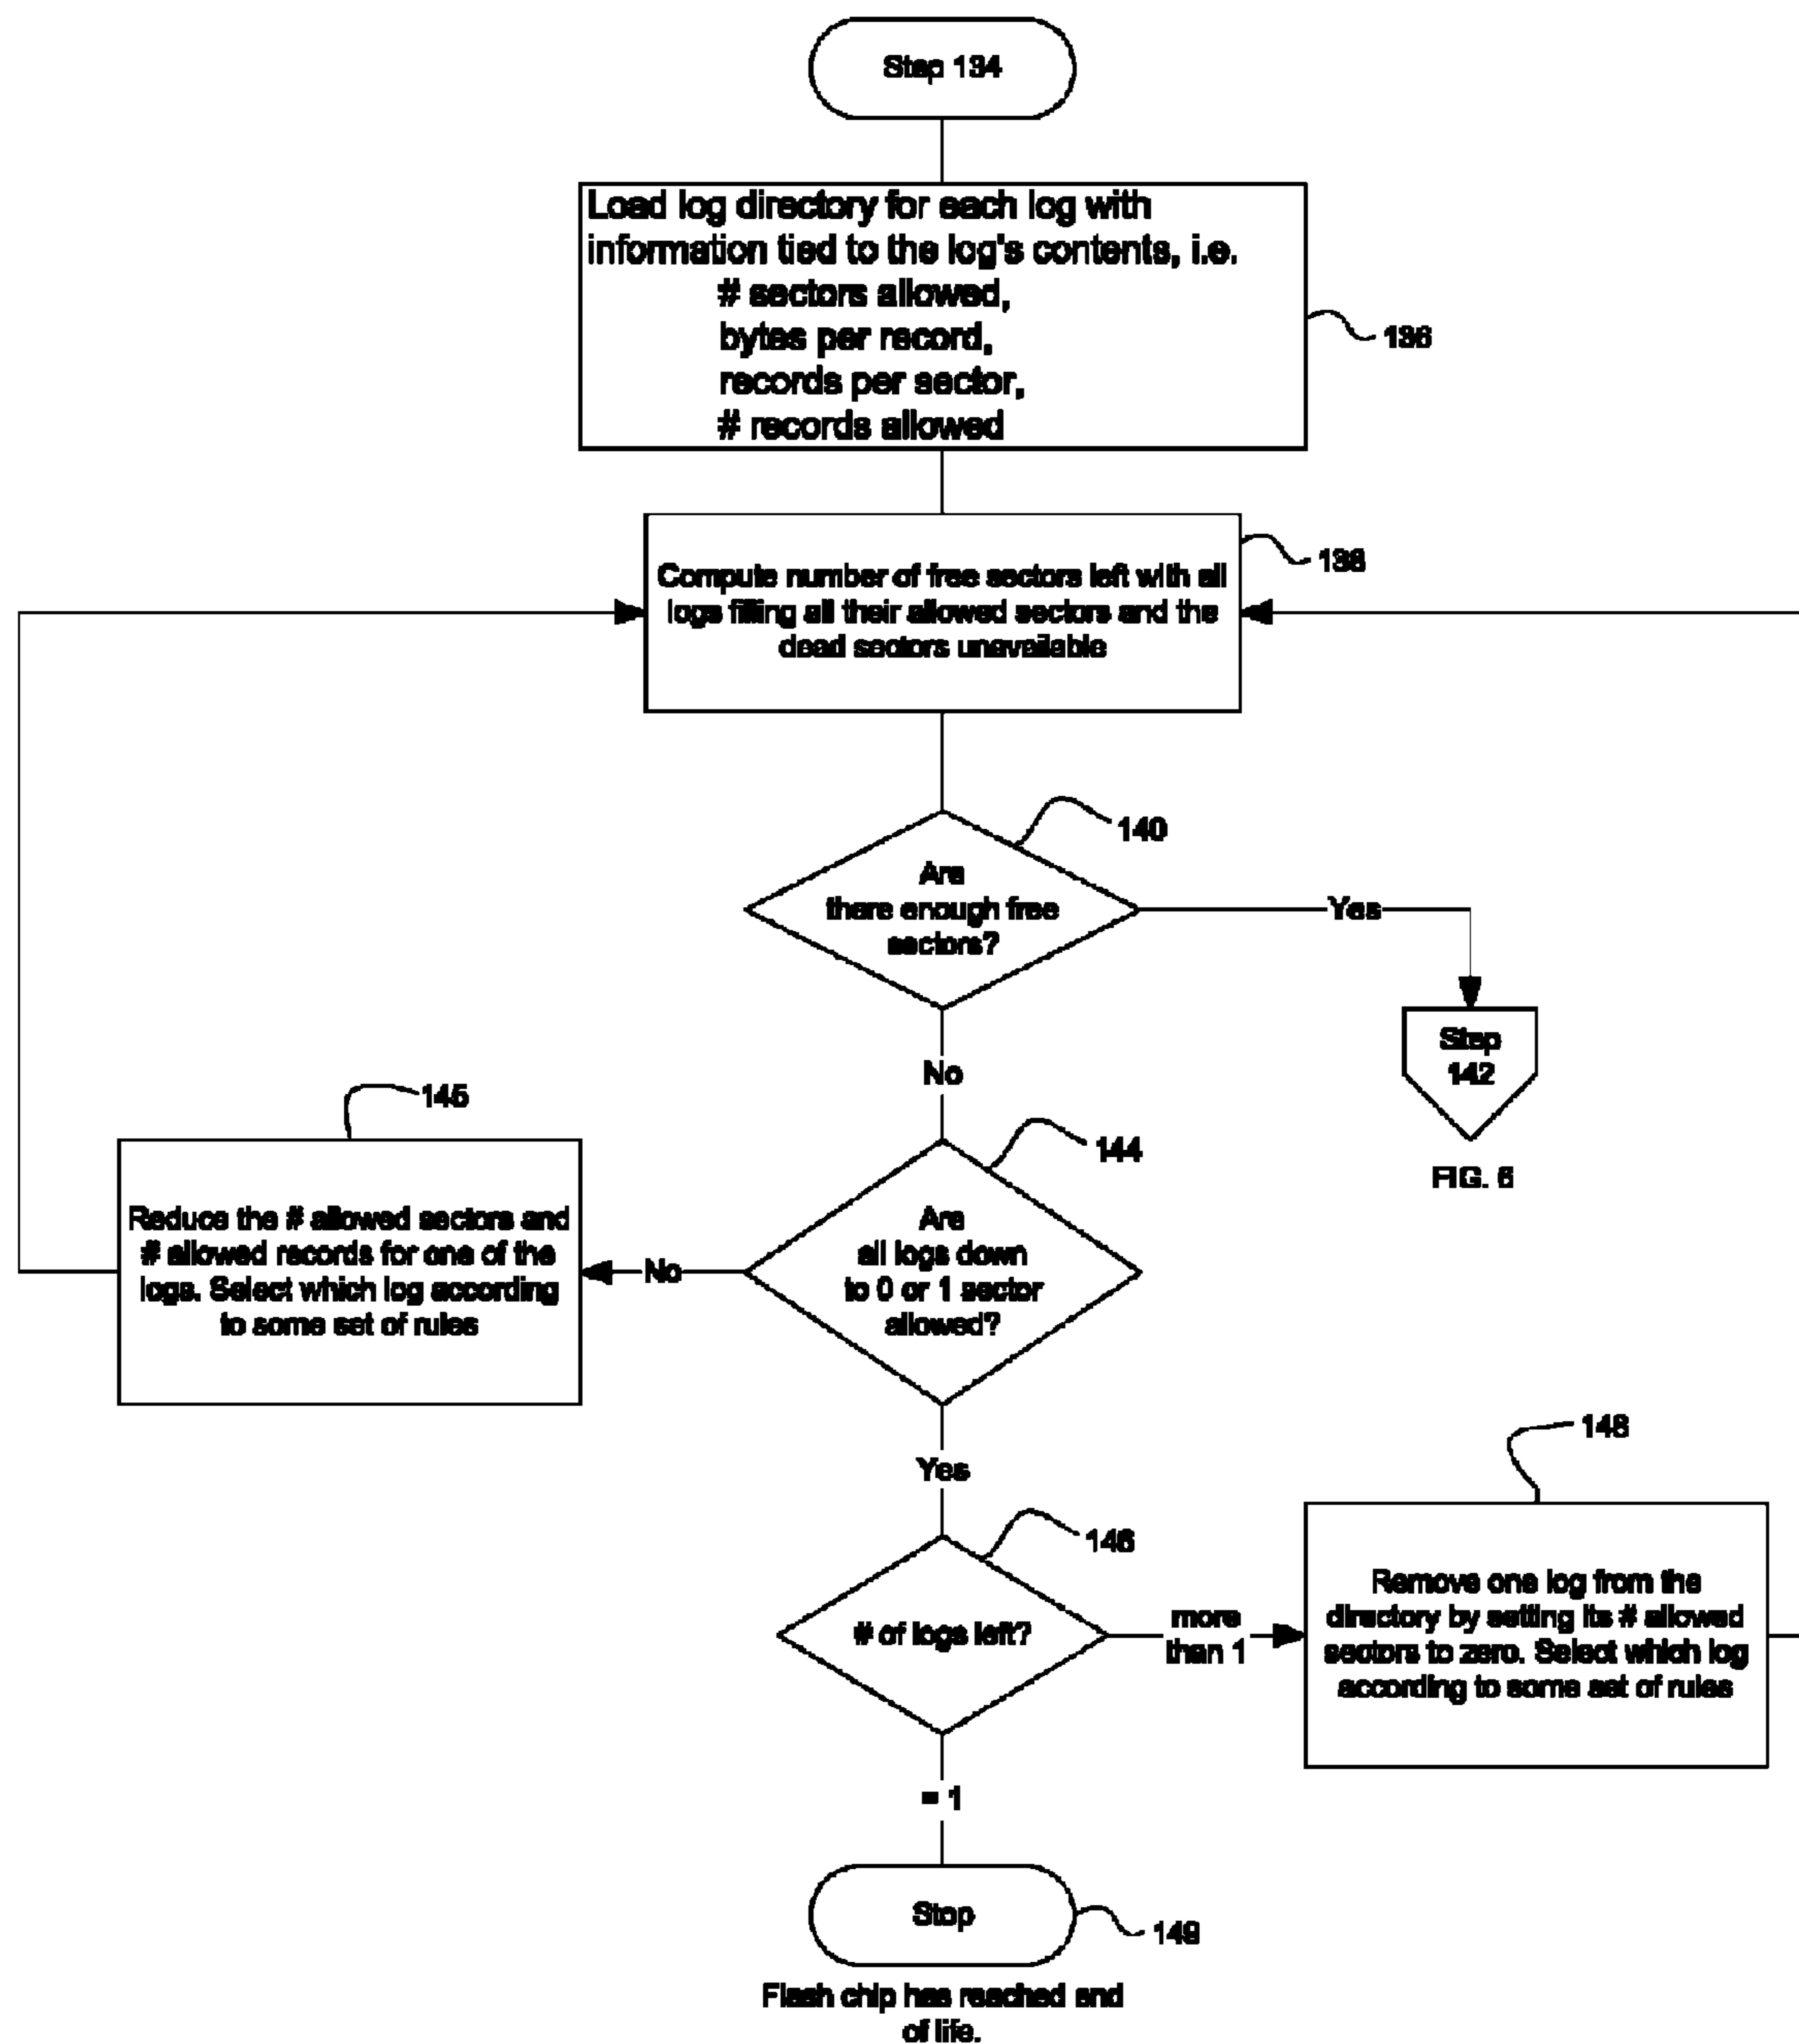 Step 134
Load log directory for each log with
information tied to the log's contents, i.e.
# sectors allowed,
bytes per record,
records per sector,
# records allowed
136
Compute number of free sectors left with all
logs filling all their allowed sectors and the
dead sectors unavailable
138
Are
there enough free
sectors?
140
Yes
Step
142
FIG. 6
No
145
Reduce the # allowed sectors and
# allowed records for one of the
logs. Select which log according
to some set of rules
No
Are
all logs down
to 0 or 1 sector
allowed?
144
Yes
# of logs left?
146
more
than 1
148
Remove one log from the
directory by setting its # allowed
sectors to zero. Select which log
according to some set of rules
= 1
Stop
149
Flash chip has reached end
of life.